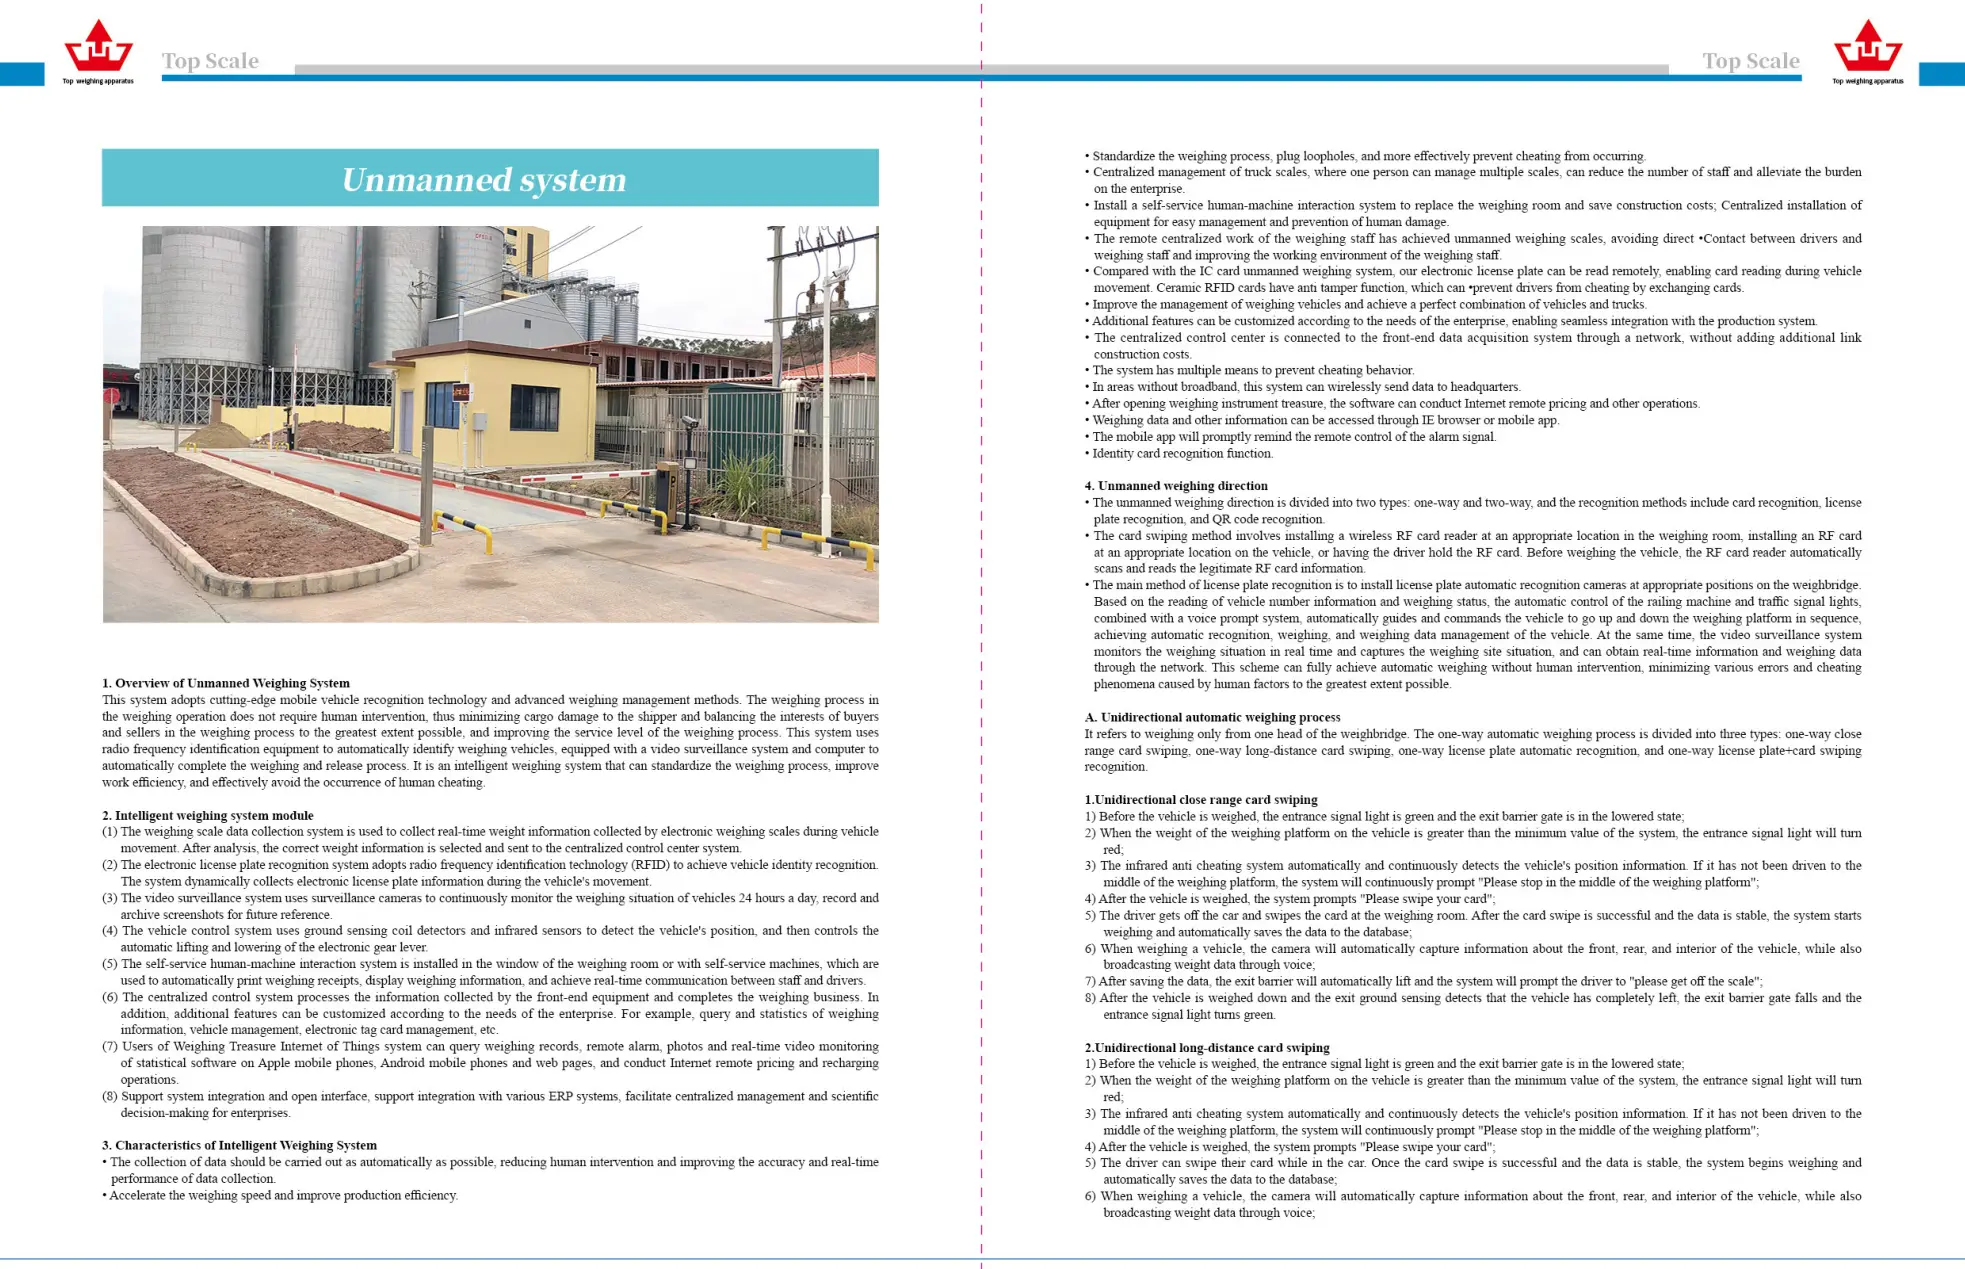 Top weighing apparatus
Top Scale
Unmanned system
1. Overview of Unmanned Weighing System
This system adopts cutting-edge mobile vehicle recognition technology and advanced weighing management methods. The weighing process in
the weighing operation does not require human intervention, thus minimizing cargo damage to the shipper and balancing the interests of buyers
and sellers in the weighing process to the greatest extent possible, and improving the service level of the weighing process. This system uses
radio frequency identification equipment to automatically identify weighing vehicles, equipped with a video surveillance system and computer to
automatically complete the weighing and release process. It is an intelligent weighing system that can standardize the weighing process, improve
work efficiency, and effectively avoid the occurrence of human cheating.
2. Intelligent weighing system module
(1) The weighing scale data collection system is used to collect real-time weight information collected by electronic weighing scales during vehicle
movement. After analysis, the correct weight information is selected and sent to the centralized control center system.
(2) The electronic license plate recognition system adopts radio frequency identification technology (RFID) to achieve vehicle identity recognition.
The system dynamically collects electronic license plate information during the vehicle's movement.
(3) The video surveillance system uses surveillance cameras to continuously monitor the weighing situation of vehicles 24 hours a day, record and
archive screenshots for future reference.
(4) The vehicle control system uses ground sensing coil detectors and infrared sensors to detect the vehicle's position, and then controls the
automatic lifting and lowering of the electronic gear lever.
(5) The self-service human-machine interaction system is installed in the window of the weighing room or with self-service machines, which are
used to automatically print weighing receipts, display weighing information, and achieve real-time communication between staff and drivers.
(6) The centralized control system processes the information collected by the front-end equipment and completes the weighing business. In
addition, additional features can be customized according to the needs of the enterprise. For example, query and statistics of weighing
information, vehicle management, electronic tag card management, etc.
(7) Users of Weighing Treasure Internet of Things system can query weighing records, remote alarm, photos and real-time video monitoring
of statistical software on Apple mobile phones, Android mobile phones and web pages, and conduct Internet remote pricing and recharging
operations.
(8) Support system integration and open interface, support integration with various ERP systems, facilitate centralized management and scientific
decision-making for enterprises.
3. Characteristics of Intelligent Weighing System
• The collection of data should be carried out as automatically as possible, reducing human intervention and improving the accuracy and real-time
performance of data collection.
• Accelerate the weighing speed and improve production efficiency.
Top Scale
Top weighing apparatus
• Standardize the weighing process, plug loopholes, and more effectively prevent cheating from occurring.
• Centralized management of truck scales, where one person can manage multiple scales, can reduce the number of staff and alleviate the burden
on the enterprise.
• Install a self-service human-machine interaction system to replace the weighing room and save construction costs; Centralized installation of
equipment for easy management and prevention of human damage.
• The remote centralized work of the weighing staff has achieved unmanned weighing scales, avoiding direct •Contact between drivers and
weighing staff and improving the working environment of the weighing staff.
• Compared with the IC card unmanned weighing system, our electronic license plate can be read remotely, enabling card reading during vehicle
movement. Ceramic RFID cards have anti tamper function, which can •prevent drivers from cheating by exchanging cards.
• Improve the management of weighing vehicles and achieve a perfect combination of vehicles and trucks.
• Additional features can be customized according to the needs of the enterprise, enabling seamless integration with the production system.
• The centralized control center is connected to the front-end data acquisition system through a network, without adding additional link
construction costs.
• The system has multiple means to prevent cheating behavior.
• In areas without broadband, this system can wirelessly send data to headquarters.
• After opening weighing instrument treasure, the software can conduct Internet remote pricing and other operations.
• Weighing data and other information can be accessed through IE browser or mobile app.
• The mobile app will promptly remind the remote control of the alarm signal.
• Identity card recognition function.
4. Unmanned weighing direction
• The unmanned weighing direction is divided into two types: one-way and two-way, and the recognition methods include card recognition, license
plate recognition, and QR code recognition.
• The card swiping method involves installing a wireless RF card reader at an appropriate location in the weighing room, installing an RF card
at an appropriate location on the vehicle, or having the driver hold the RF card. Before weighing the vehicle, the RF card reader automatically
scans and reads the legitimate RF card information.
• The main method of license plate recognition is to install license plate automatic recognition cameras at appropriate positions on the weighbridge.
Based on the reading of vehicle number information and weighing status, the automatic control of the railing machine and traffic signal lights,
combined with a voice prompt system, automatically guides and commands the vehicle to go up and down the weighing platform in sequence,
achieving automatic recognition, weighing, and weighing data management of the vehicle. At the same time, the video surveillance system
monitors the weighing situation in real time and captures the weighing site situation, and can obtain real-time information and weighing data
through the network. This scheme can fully achieve automatic weighing without human intervention, minimizing various errors and cheating
phenomena caused by human factors to the greatest extent possible.
A. Unidirectional automatic weighing process
It refers to weighing only from one head of the weighbridge. The one-way automatic weighing process is divided into three types: one-way close
range card swiping, one-way long-distance card swiping, one-way license plate automatic recognition, and one-way license plate+card swiping
recognition.
1.Unidirectional close range card swiping
1) Before the vehicle is weighed, the entrance signal light is green and the exit barrier gate is in the lowered state;
2) When the weight of the weighing platform on the vehicle is greater than the minimum value of the system, the entrance signal light will turn
red;
3) The infrared anti cheating system automatically and continuously detects the vehicle's position information. If it has not been driven to the
middle of the weighing platform, the system will continuously prompt "Please stop in the middle of the weighing platform";
4) After the vehicle is weighed, the system prompts "Please swipe your card";
5) The driver gets off the car and swipes the card at the weighing room. After the card swipe is successful and the data is stable, the system starts
weighing and automatically saves the data to the database;
6) When weighing a vehicle, the camera will automatically capture information about the front, rear, and interior of the vehicle, while also
broadcasting weight data through voice;
7) After saving the data, the exit barrier will automatically lift and the system will prompt the driver to "please get off the scale";
8) After the vehicle is weighed down and the exit ground sensing detects that the vehicle has completely left, the exit barrier gate falls and the
entrance signal light turns green.
2.Unidirectional long-distance card swiping
1) Before the vehicle is weighed, the entrance signal light is green and the exit barrier gate is in the lowered state;
2) When the weight of the weighing platform on the vehicle is greater than the minimum value of the system, the entrance signal light will turn
red;
3) The infrared anti cheating system automatically and continuously detects the vehicle's position information. If it has not been driven to the
middle of the weighing platform, the system will continuously prompt "Please stop in the middle of the weighing platform";
4) After the vehicle is weighed, the system prompts "Please swipe your card";
5) The driver can swipe their card while in the car. Once the card swipe is successful and the data is stable, the system begins weighing and
automatically saves the data to the database;
6) When weighing a vehicle, the camera will automatically capture information about the front, rear, and interior of the vehicle, while also
broadcasting weight data through voice;